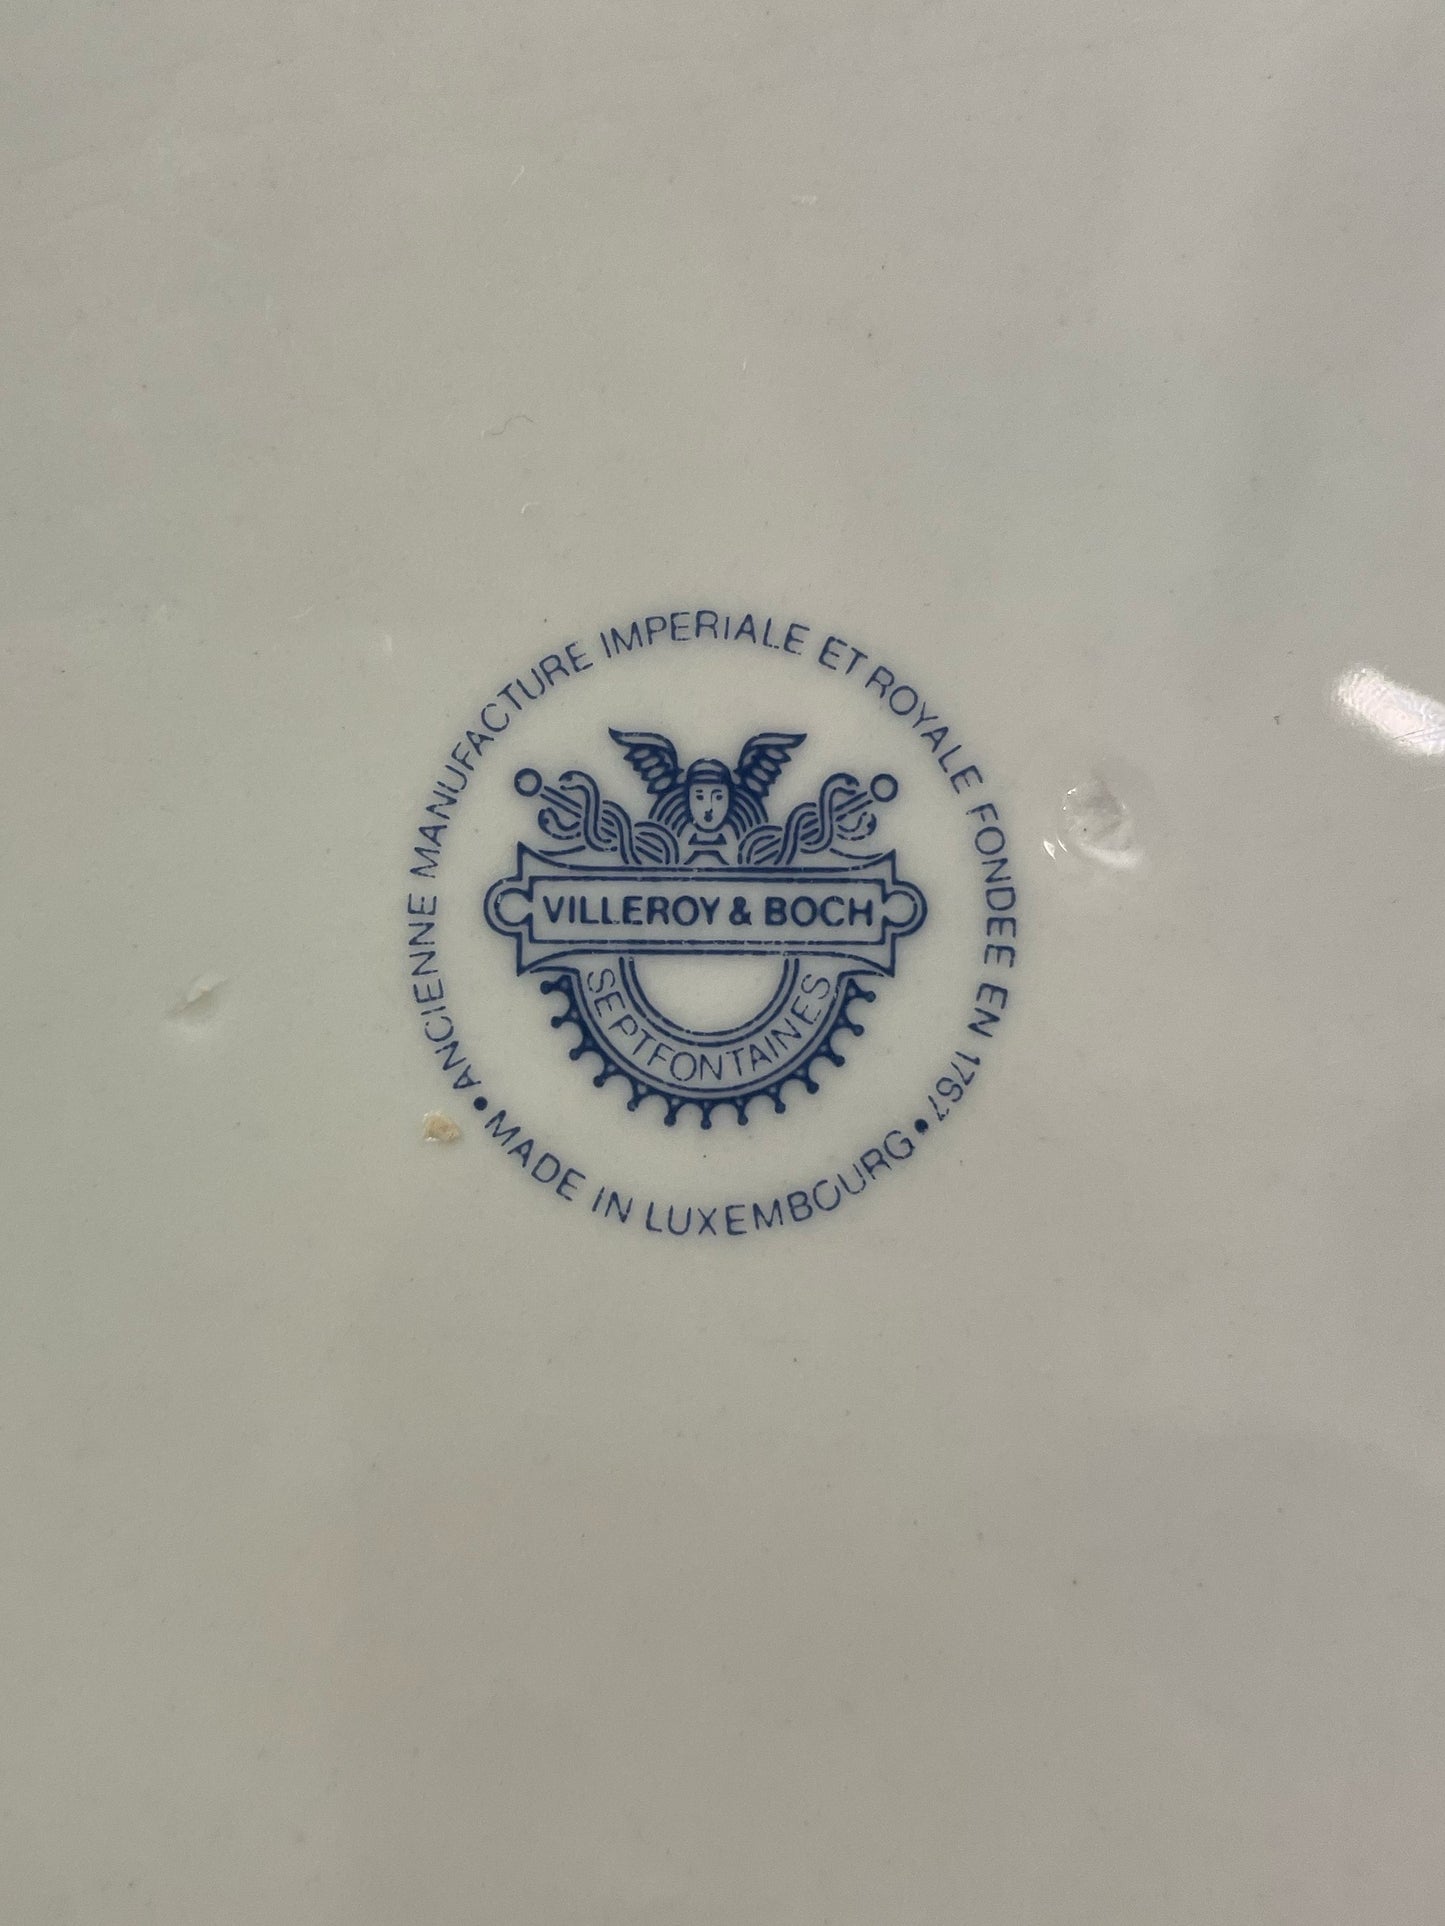 ANCIENNE MANUFACTURE IMPERIALE ET ROYALE FONDEE EN 1767
VILLEROY & BOCH
SEPTFONTAINES
MADE IN LUXEMBOURG